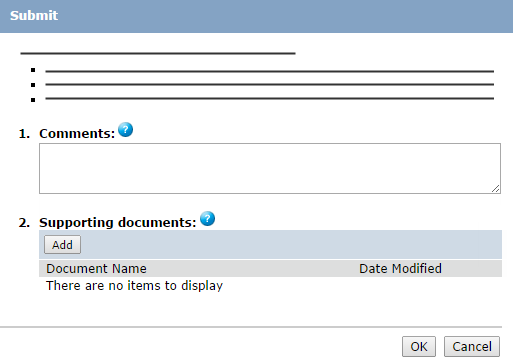 Submit
1. Comments: ?
2. Supporting documents: ?
Add
Document Name Date Modified
There are no items to display
OK Cancel